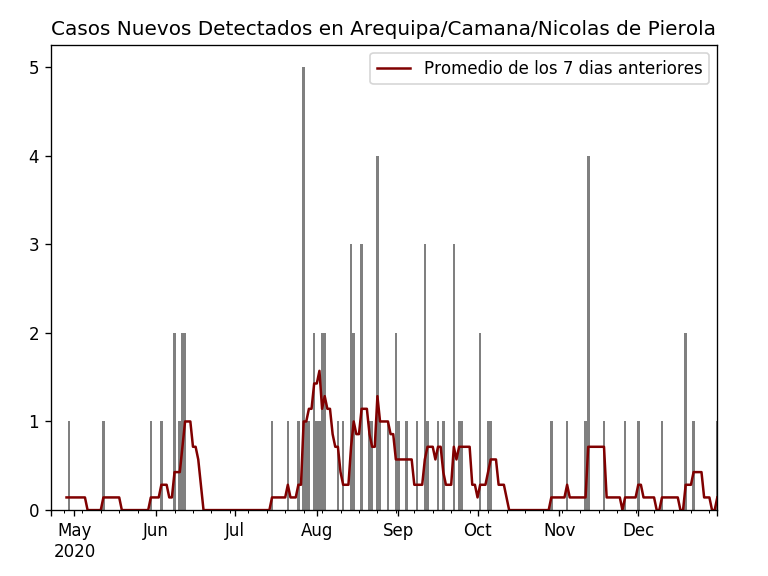 Casos Nuevos Detectados en Arequipa/Camana/Nicolas de Pierola
Promedio de los 7 dias anteriores
5
4
3
2
1
0
May Jun Jul Aug Sep Oct Nov Dec
2020